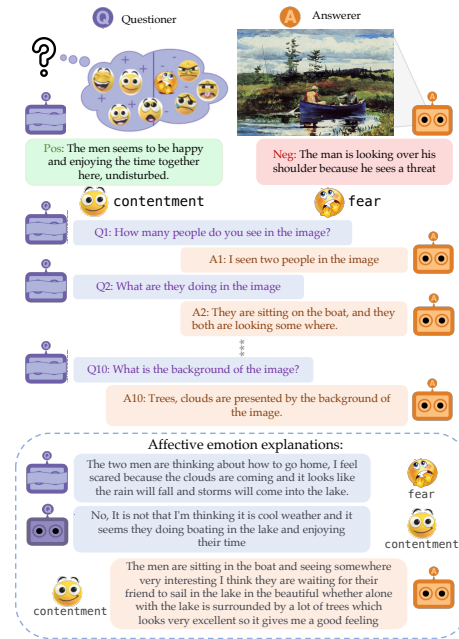 Q Questioner
A Answerer
Pos: The men seems to be happy
and enjoying the time together
here, undisturbed.
Neg: The man is looking over his
shoulder because he sees a threat
contentment
fear
Q
Q1: How many people do you see in the image?
A
A1: I seen two people in the image
Q2: What are they doing in the image
A
A2: They are sitting on the boat, and they
both are looking some where.
Q
Q10: What is the background of the image?
A
A10: Trees, clouds are presented by the background of
the image.
Affective emotion explanations:
Q
The two men are thinking about how to go home, I feel
scared because the clouds are coming and it looks like
the rain will fall and storms will come into the lake.
fear
Q
No, It is not that I'm thinking it is cool weather and it
seems they doing boating in the lake and enjoying
their time
contentment
The men are sitting in the boat and seeing somewhere
very interesting I think they are waiting for their
friend to sail in the lake in the beautiful whether alone
with the lake is surrounded by a lot of trees which
looks very excellent so it gives me a good feeling
contentment
A